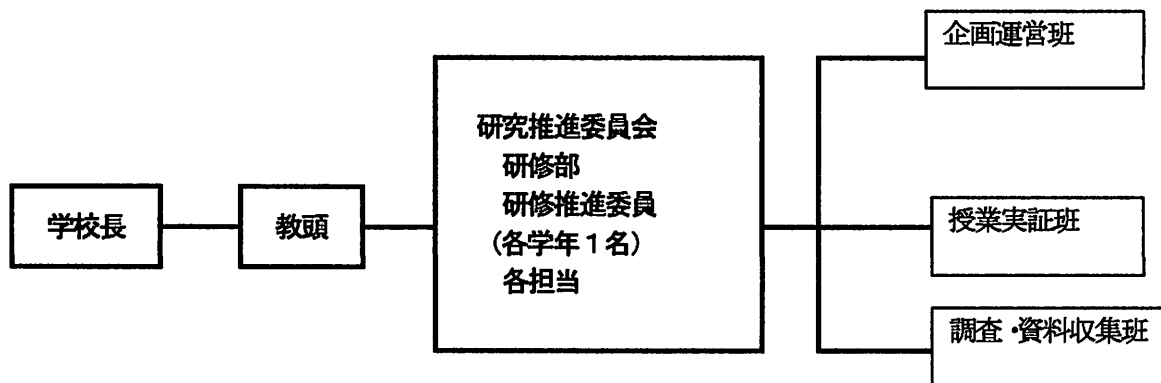 学校長
教頭
研究推進委員会
研修部
研修推進委員
（各学年１名）
各担当
企画運営班
授業実証班
調査・資料収集班